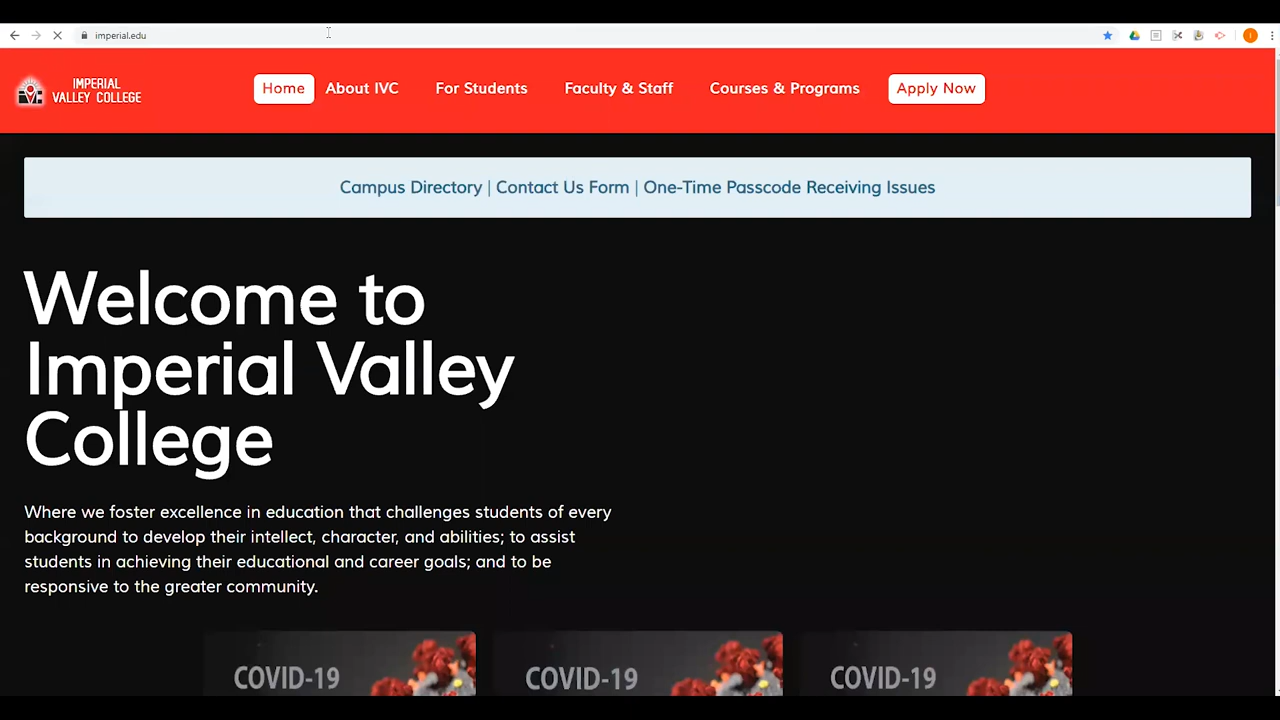 imperial.edu
IMPERIAL
VALLEY COLLEGE
Home
About IVC
For Students
Faculty & Staff
Courses & Programs
Apply Now
Campus Directory | Contact Us Form | One-Time Passcode Receiving Issues
Welcome to
Imperial Valley
College
Where we foster excellence in education that challenges students of every
background to develop their intellect, character, and abilities; to assist
students in achieving their educational and career goals; and to be
responsive to the greater community.
COVID-19
COVID-19
COVID-19